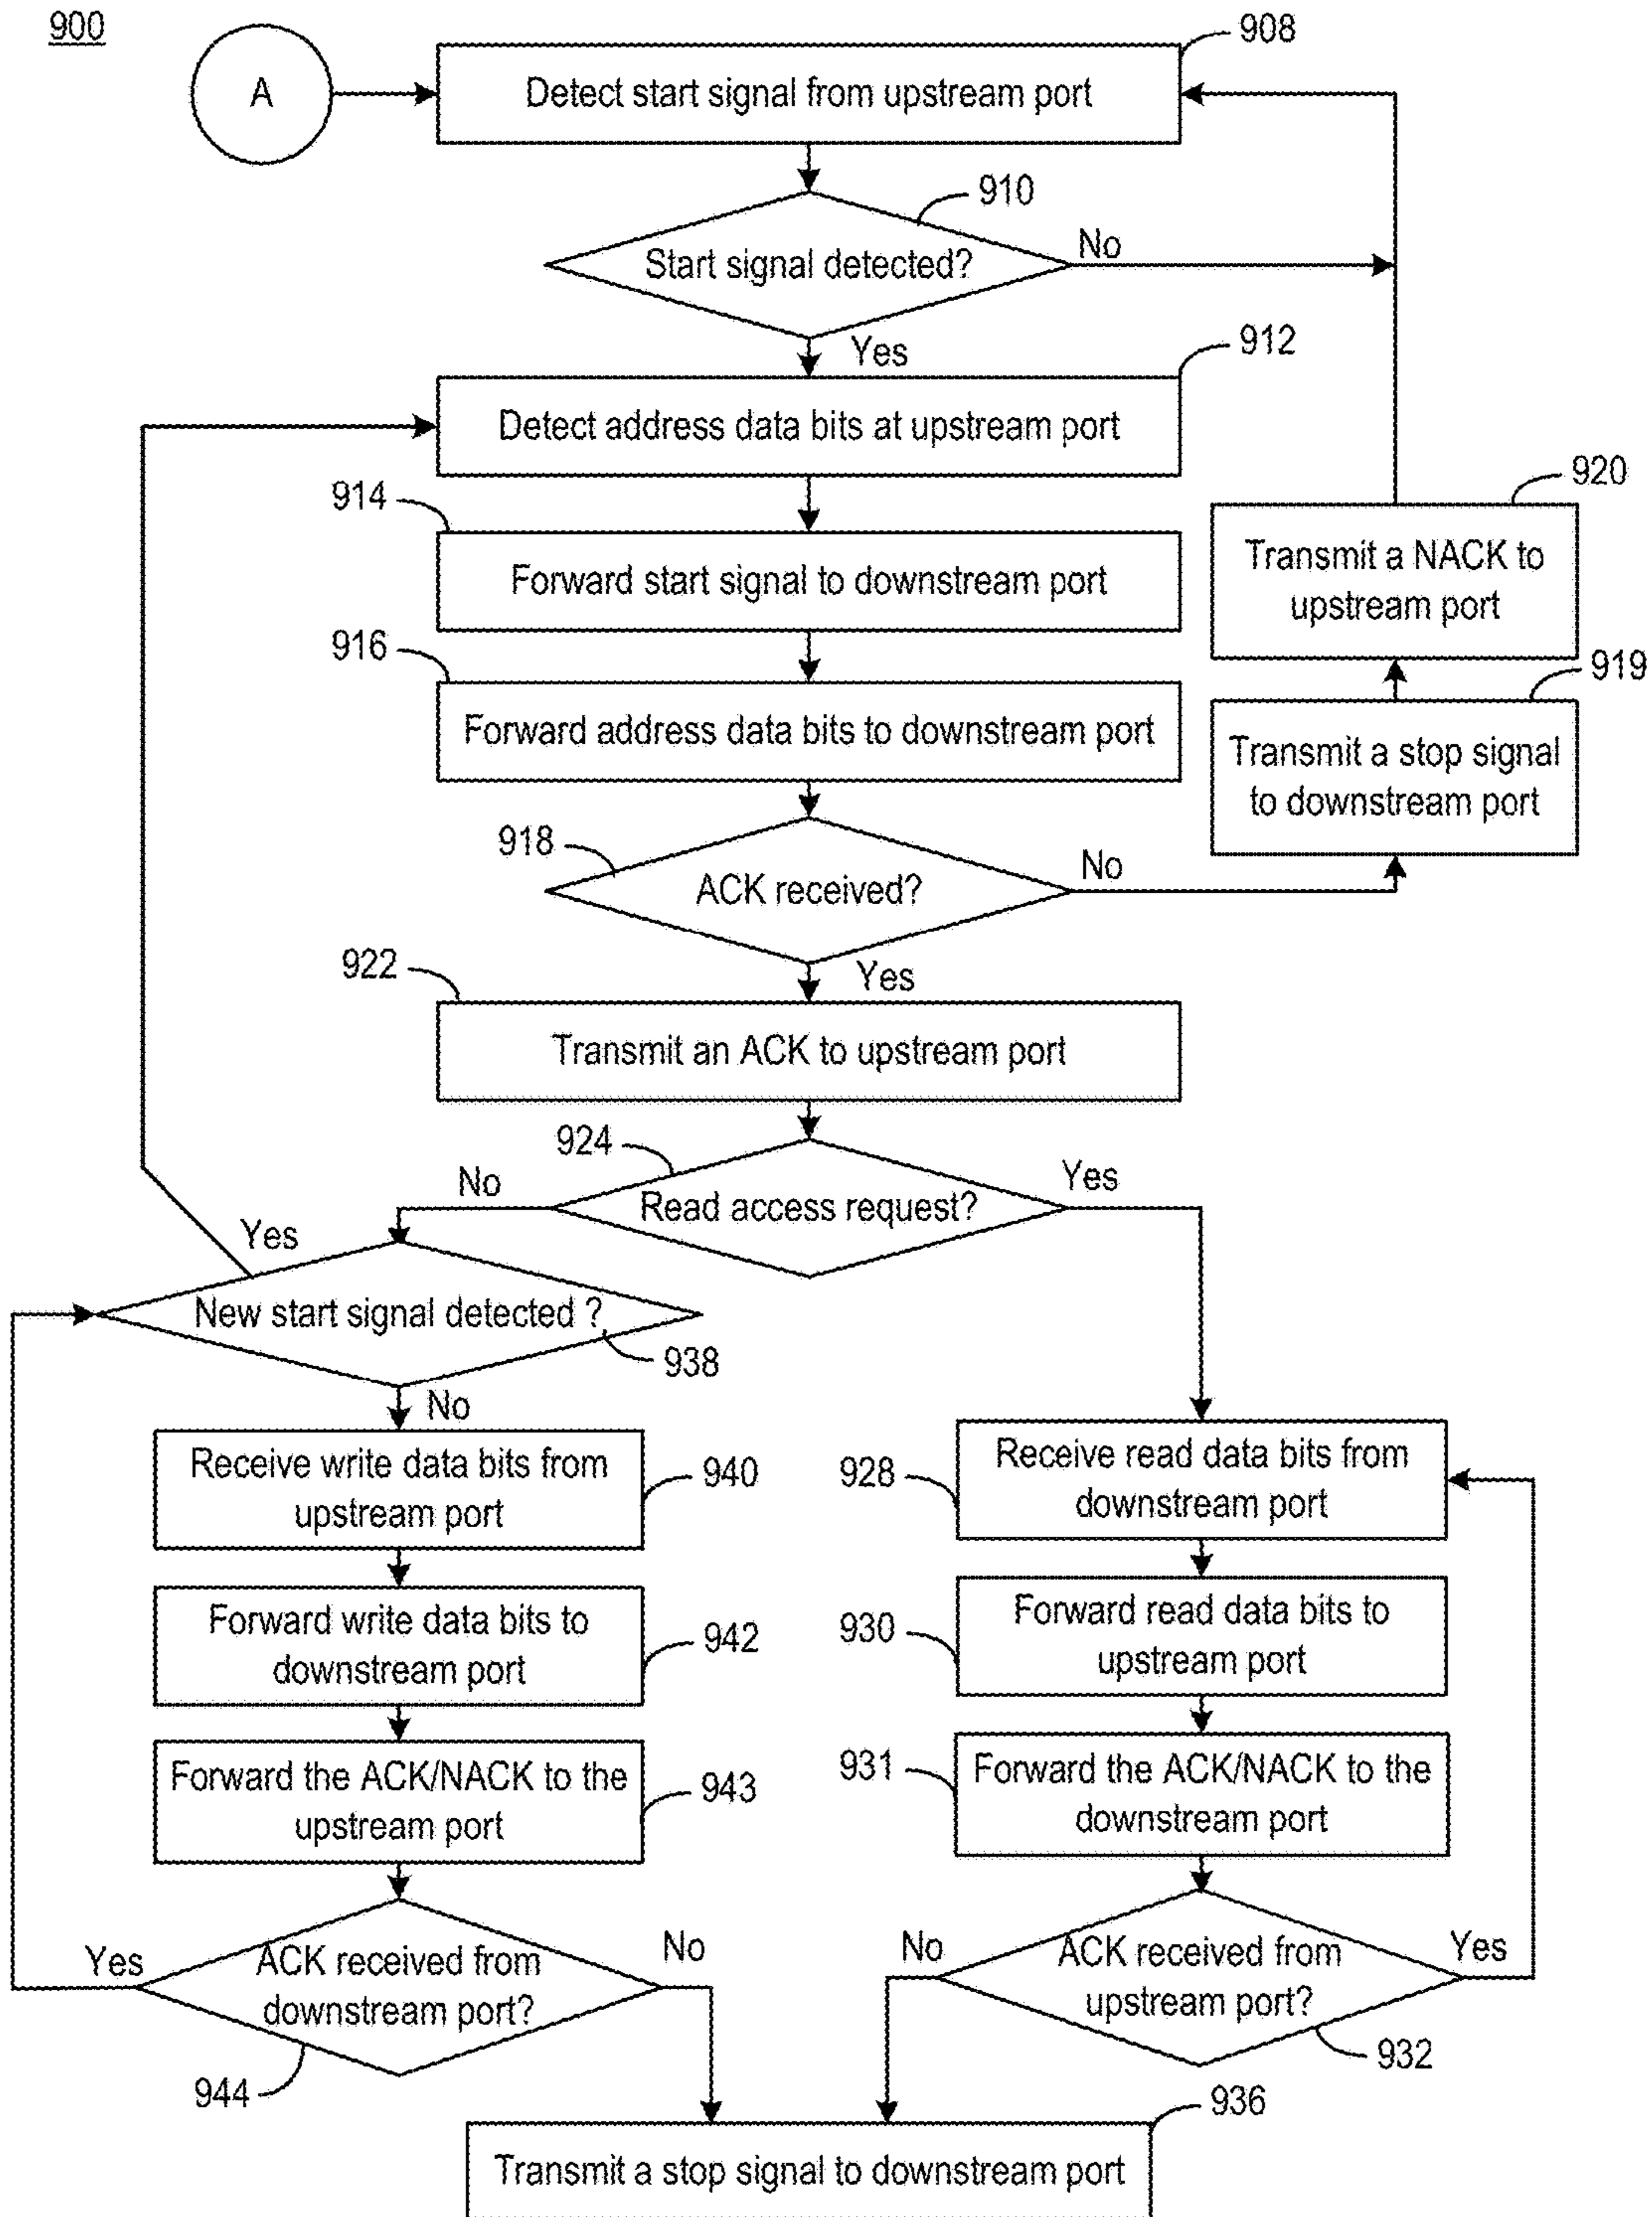 900
908
A
Detect start signal from upstream port
910
Start signal detected?
No
Yes
912
Detect address data bits at upstream port
914
920
Forward start signal to downstream port
Transmit a NACK to
upstream port
916
919
Forward address data bits to downstream port
Transmit a stop signal
to downstream port
918
ACK received?
No
922
Yes
Transmit an ACK to upstream port
924
No
Yes
Read access request?
Yes
New start signal detected ?
938
No
Receive write data bits from
upstream port
940
928
Receive read data bits from
downstream port
Forward write data bits to
downstream port
942
930
Forward read data bits to
upstream port
Forward the ACK/NACK to the
upstream port
943
931
Forward the ACK/NACK to the
downstream port
Yes
ACK received from
downstream port?
No
944
No
ACK received from
upstream port?
Yes
932
936
Transmit a stop signal to downstream port